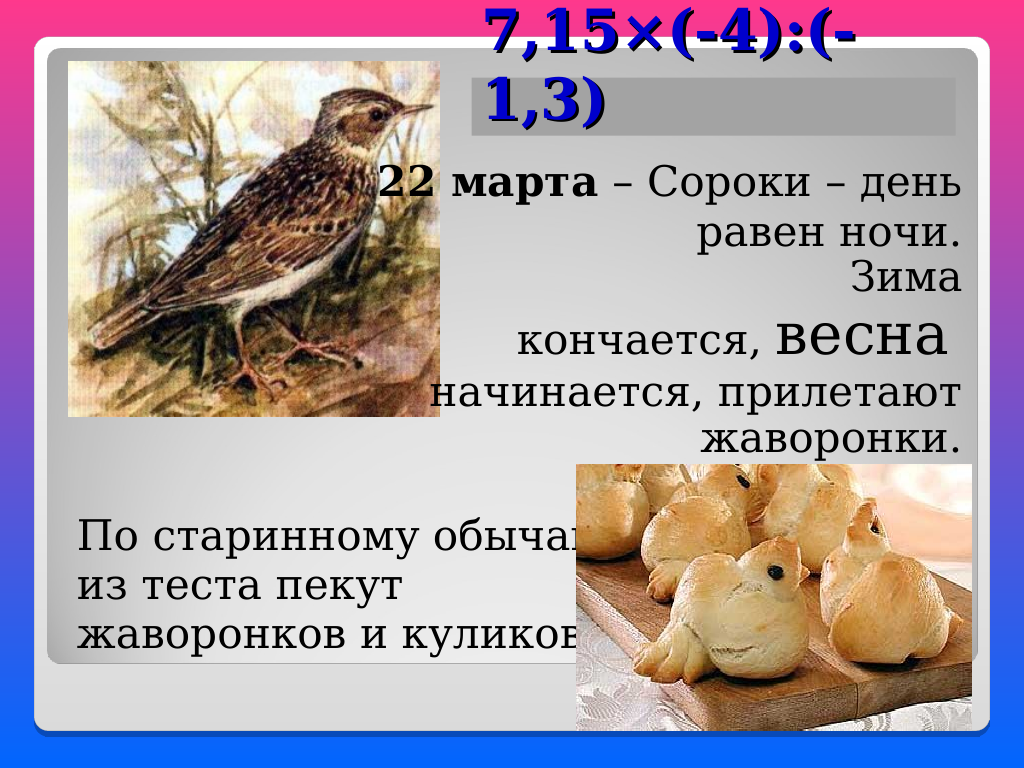 7,15×(-4):(-
1,3)
22 марта – Сороки – день
равен ночи.
Зима
кончается, весна
начинается, прилетают
жаворонки.
По старинному обычаю
из теста пекут
жаворонков и куликов